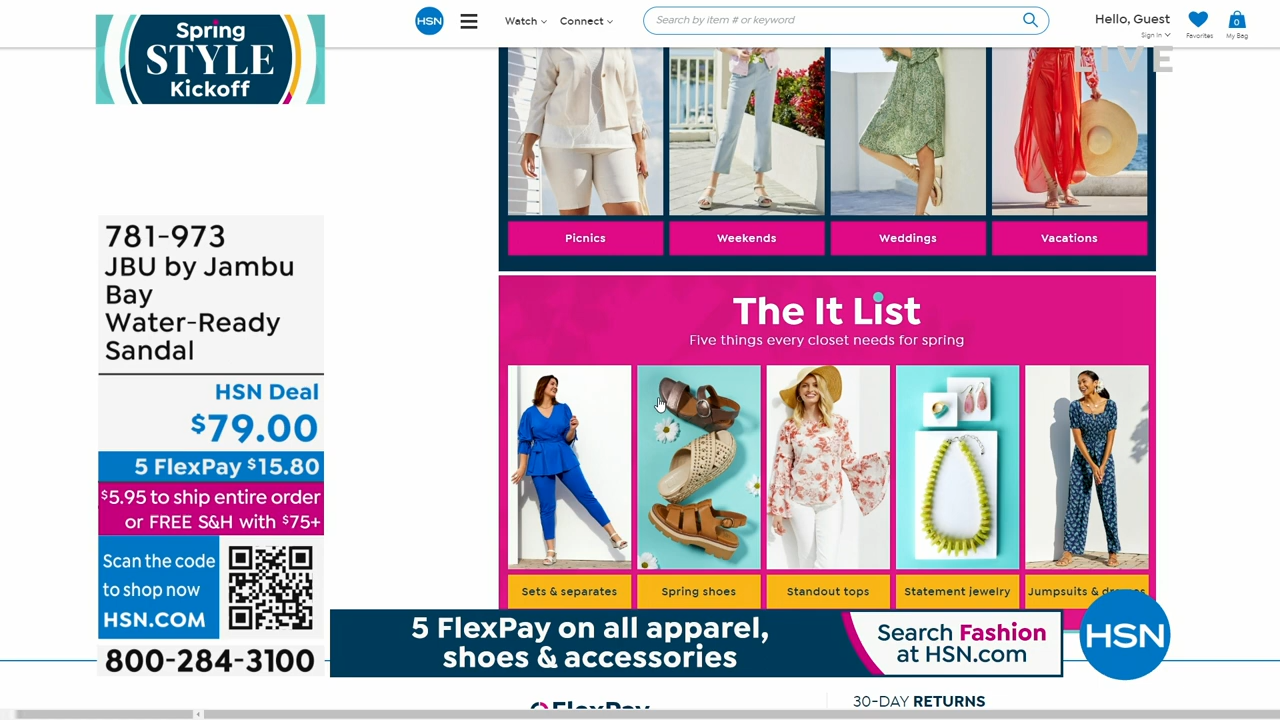 Spring
STYLE
Kickoff
HSN
Watch
Connect
Search by item # or keyword
Hello, Guest
Sign In
Favorites
0
My Bag
LIVE
Picnics
Weekends
Weddings
Vacations
The It List
Five things every closet needs for spring
Sets & separates
Spring shoes
Standout tops
Statement jewelry
Jumpsuits & dresses
781-973
JBU by Jambu
Bay
Water-Ready
Sandal
HSN Deal
$79.00
5 FlexPay $15.80
$5.95 to ship entire order
or FREE S&H with $75+
Scan the code
to shop now
HSN.COM
800-284-3100
5 FlexPay on all apparel,
shoes & accessories
Search Fashion
at HSN.com
HSN
FlexPay
30-DAY RETURNS